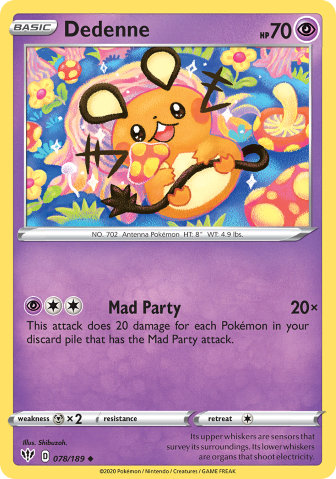 BASIC Dedenne HP 70
NO. 702 Antenna Pokémon HT: 8" WT: 4.9 lbs.
Mad Party 20×
This attack does 20 damage for each Pokémon in your
discard pile that has the Mad Party attack.
weakness ×2 resistance retreat
Illus. Shibuzoh.
D 078/189
Its upper whiskers are sensors that
survey its surroundings. Its lower whiskers
are organs that shoot electricity.
©2020 Pokémon / Nintendo / Creatures / GAME FREAK